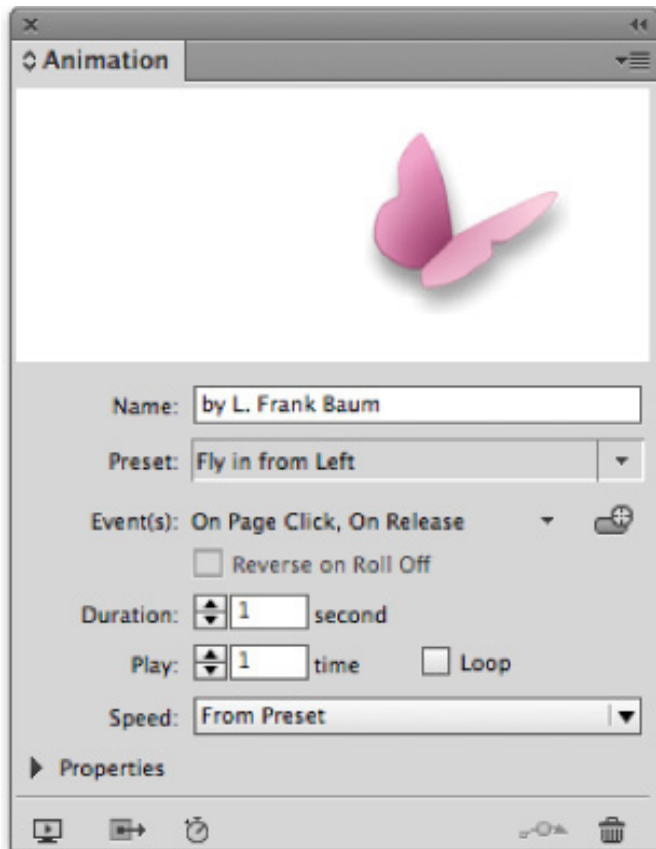 Animation
Name: by L. Frank Baum
Preset: Fly in from Left
Event(s): On Page Click, On Release
Reverse on Roll Off
Duration: 1 second
Play: 1 time Loop
Speed: From Preset
Properties